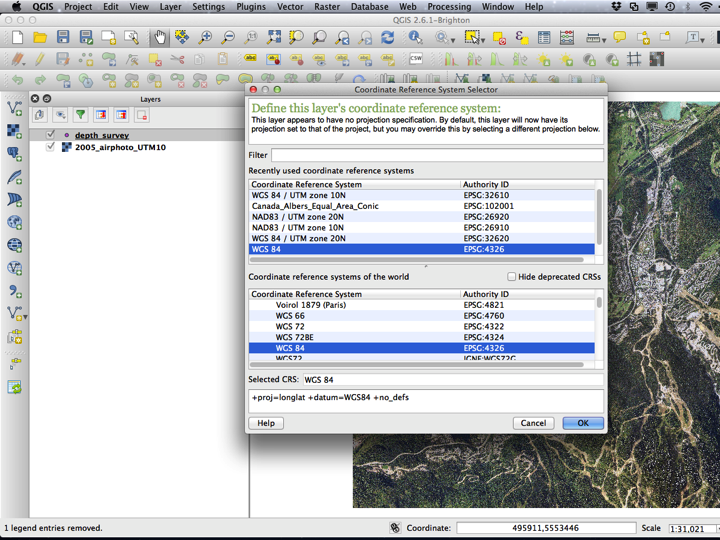 QGIS Project Edit View Layer Settings Plugins Vector Raster Database Web Processing Window Help
QGIS 2.6.1-Brighton
Layers
depth_survey
2005_airphoto_UTM10
Coordinate Reference System Selector
Define this layer's coordinate reference system:
This layer appears to have no projection specification. By default, this layer will now have its
projection set to that of the project, but you may override this by selecting a different projection below.
Filter
Recently used coordinate reference systems
Coordinate Reference System Authority ID
WGS 84 / UTM zone 10N EPSG:32610
Canada_Albers_Equal_Area_Conic EPSG:102001
NAD83 / UTM zone 20N EPSG:26920
NAD83 / UTM zone 10N EPSG:26910
WGS 84 / UTM zone 20N EPSG:32620
WGS 84 EPSG:4326
Coordinate reference systems of the world Hide deprecated CRSs
Coordinate Reference System Authority ID
Voirol 1879 (Paris) EPSG:4821
WGS 66 EPSG:4760
WGS 72 EPSG:4322
WGS 72BE EPSG:4324
WGS 84 EPSG:4326
WGS72 IGNF:WGS72G
Selected CRS: WGS 84
+proj=longlat +datum=WGS84 +no_defs
Help Cancel OK
1 legend entries removed. Coordinate: 495911,5553446 Scale 1:31,021